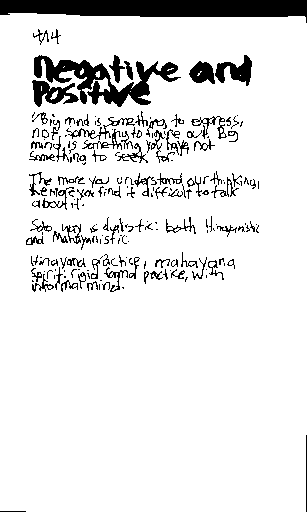 4/14
negative and
positive
"Big mind is something to express,
not something to figure out. Big
mind is something you have, not
something to seek for."
The more you understand our thinking,
the more you find it difficult to talk
about it.
Soto way is dualistic: both Hinayanistic
and Mahayanistic.
Hinayana practice, mahayana
spirit: rigid formal practice, with
informal mind.